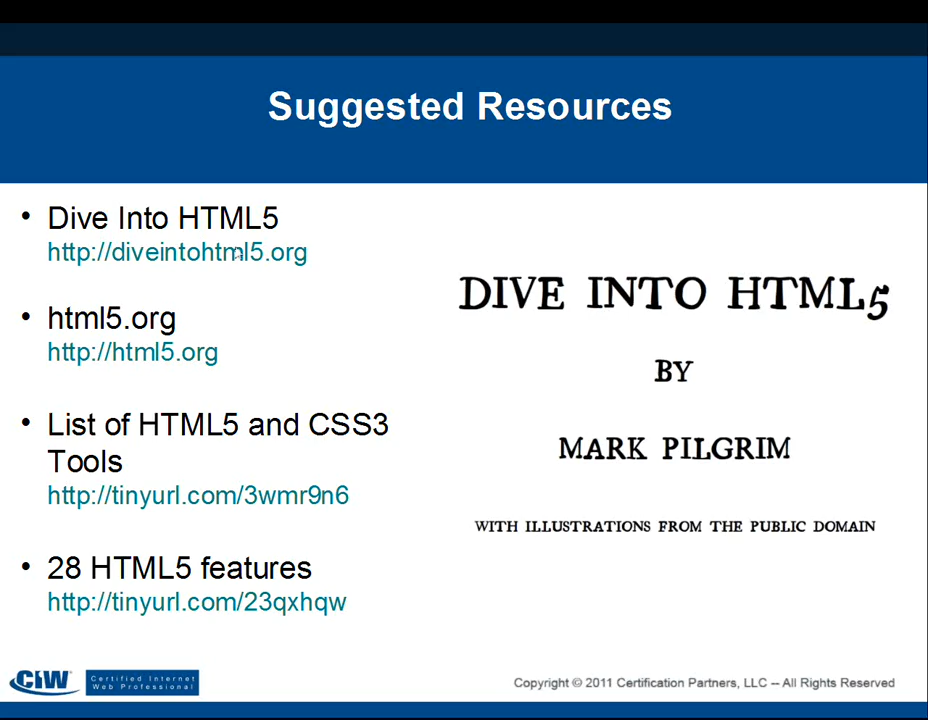 Suggested Resources
• Dive Into HTML5
http://diveintohtml5.org
• html5.org
http://html5.org
• List of HTML5 and CSS3
Tools
http://tinyurl.com/3wmr9n6
• 28 HTML5 features
http://tinyurl.com/23qxhqw
DIVE INTO HTML5
BY
MARK PILGRIM
WITH ILLUSTRATIONS FROM THE PUBLIC DOMAIN
CIW
Certified Internet
Web Professional
Copyright © 2011 Certification Partners, LLC -- All Rights Reserved